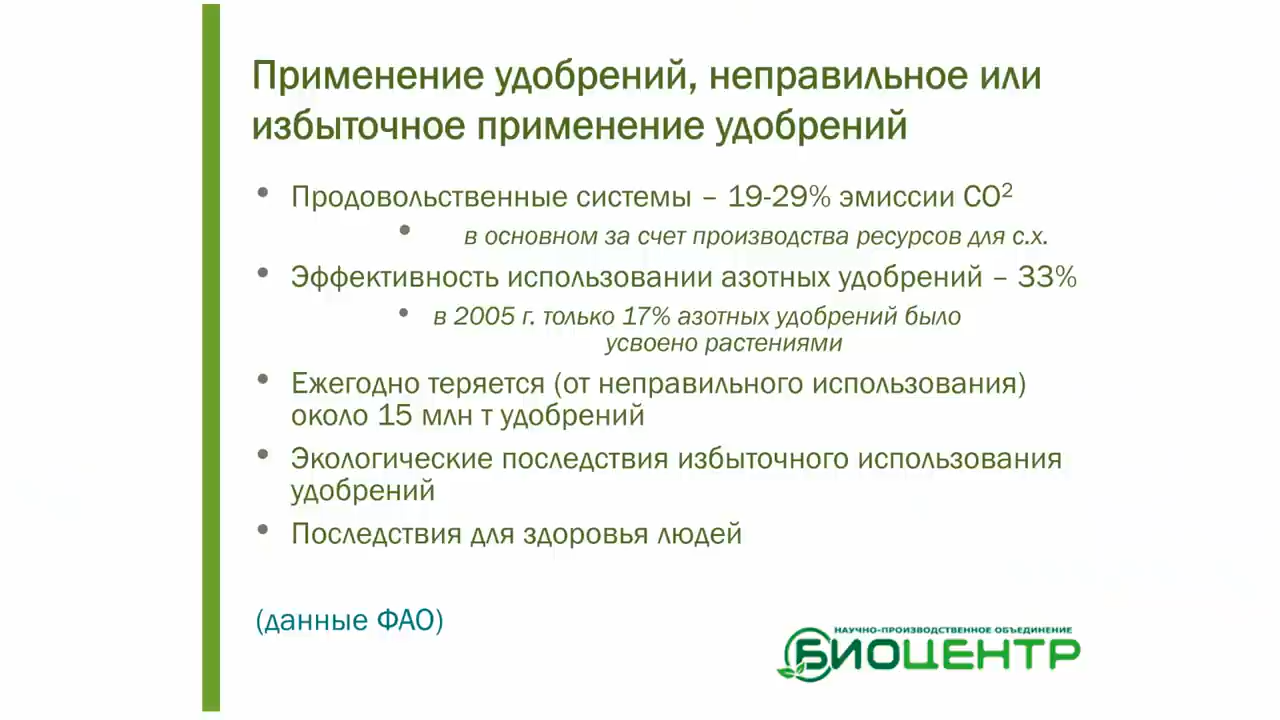 Применение удобрений, неправильное или
избыточное применение удобрений
• Продовольственные системы – 19-29% эмиссии СО²
• в основном за счет производства ресурсов для с.х.
• Эффективность использовании азотных удобрений – 33%
• в 2005 г. только 17% азотных удобрений было
усвоено растениями
• Ежегодно теряется (от неправильного использования)
около 15 млн т удобрений
• Экологические последствия избыточного использования
удобрений
• Последствия для здоровья людей
(данные ФАО)
НАУЧНО-ПРОИЗВОДСТВЕННОЕ ОБЪЕДИНЕНИЕ
БИОЦЕНТР